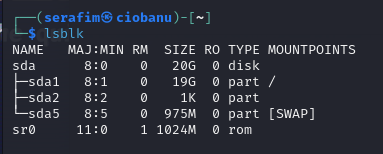 ┌──(serafim㉿ciobanu)-[~]
└─$ lsblk
NAME   MAJ:MIN RM  SIZE RO TYPE MOUNTPOINTS
sda      8:0    0   20G  0 disk
├─sda1   8:1    0   19G  0 part /
├─sda2   8:2    0    1K  0 part
└─sda5   8:5    0  975M  0 part [SWAP]
sr0     11:0    1 1024M  0 rom